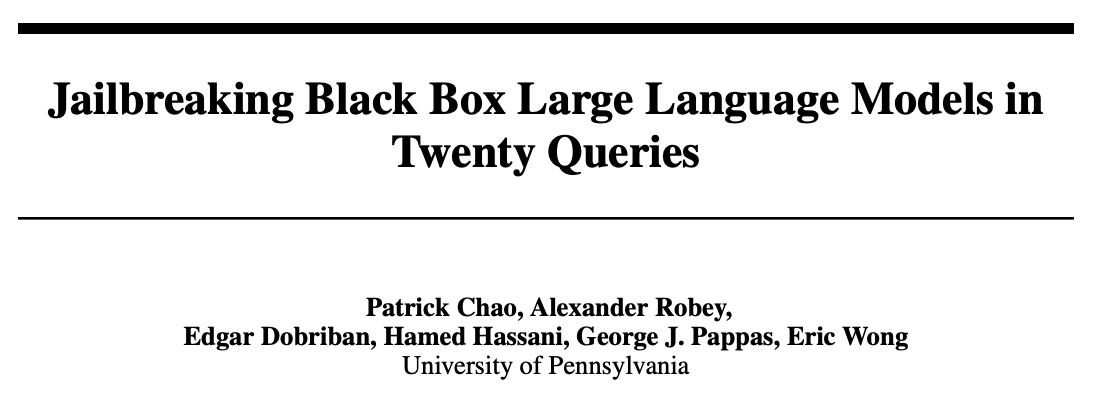 Jailbreaking Black Box Large Language Models in
Twenty Queries
Patrick Chao, Alexander Robey,
Edgar Dobriban, Hamed Hassani, George J. Pappas, Eric Wong
University of Pennsylvania